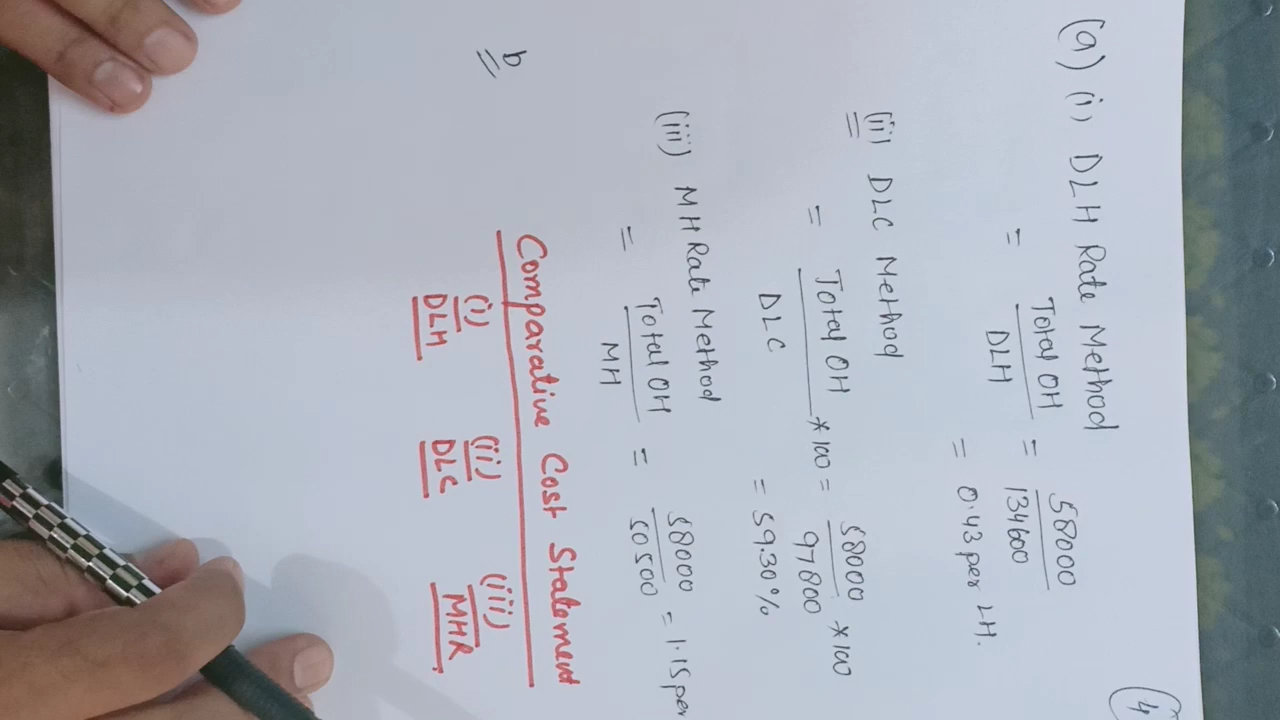 4
(a) (i) DLH Rate Method
= Total OH / DLH = 58000 / 134600
= 0.43 per LH.
(ii) DLC Method
= Total OH / DLC * 100 = 58000 / 97800 * 100
= 59.30%
(iii) MH Rate Method
= Total OH / MH = 58000 / 50500 = 1.15 per
b
Comparative Cost Statement
(i) (ii) (iii)
DLH DLC MHR